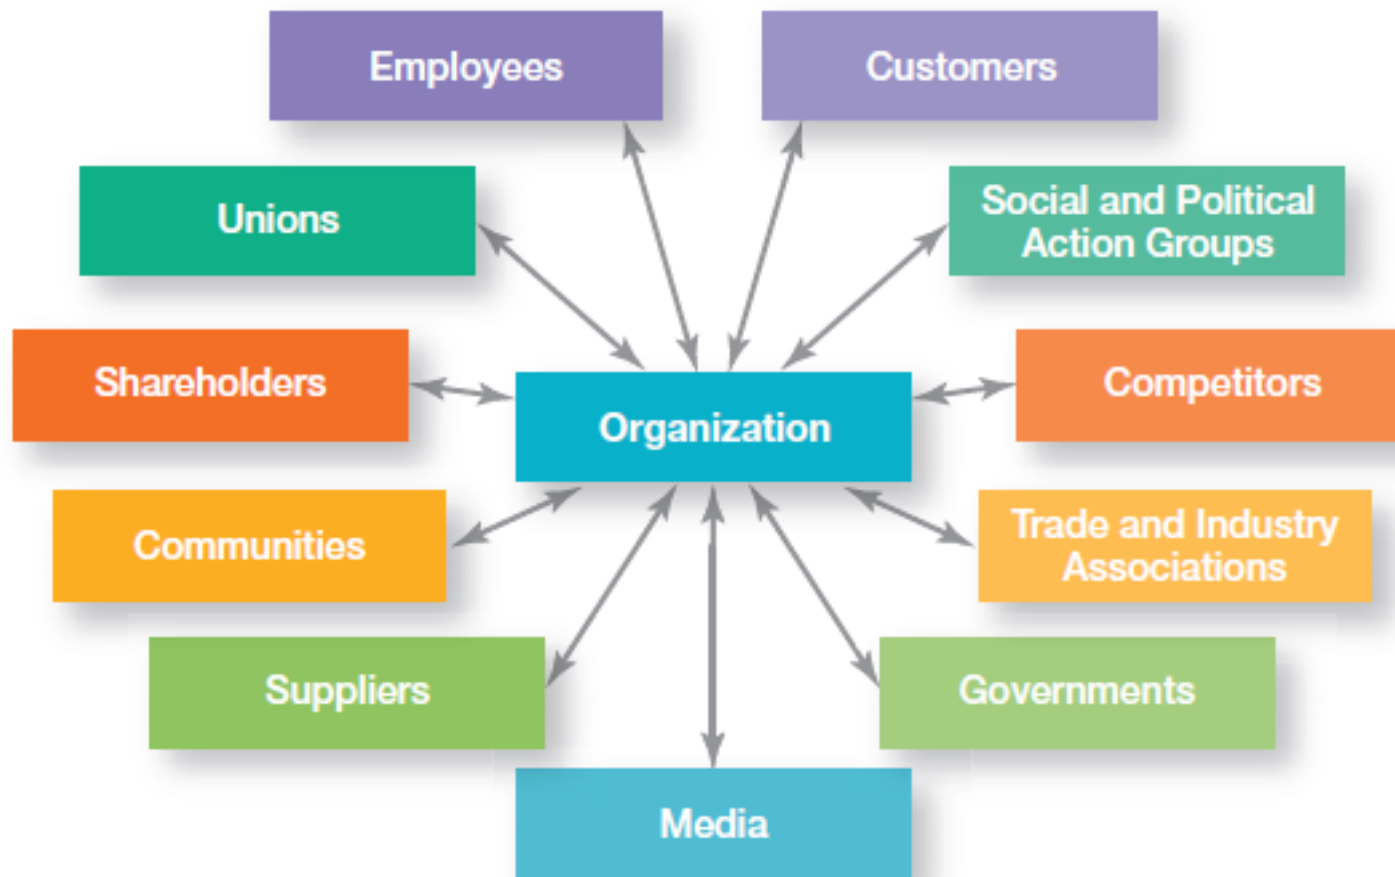 Employees
Customers
Unions
Social and Political
Action Groups
Shareholders
Competitors
Organization
Communities
Trade and Industry
Associations
Suppliers
Governments
Media